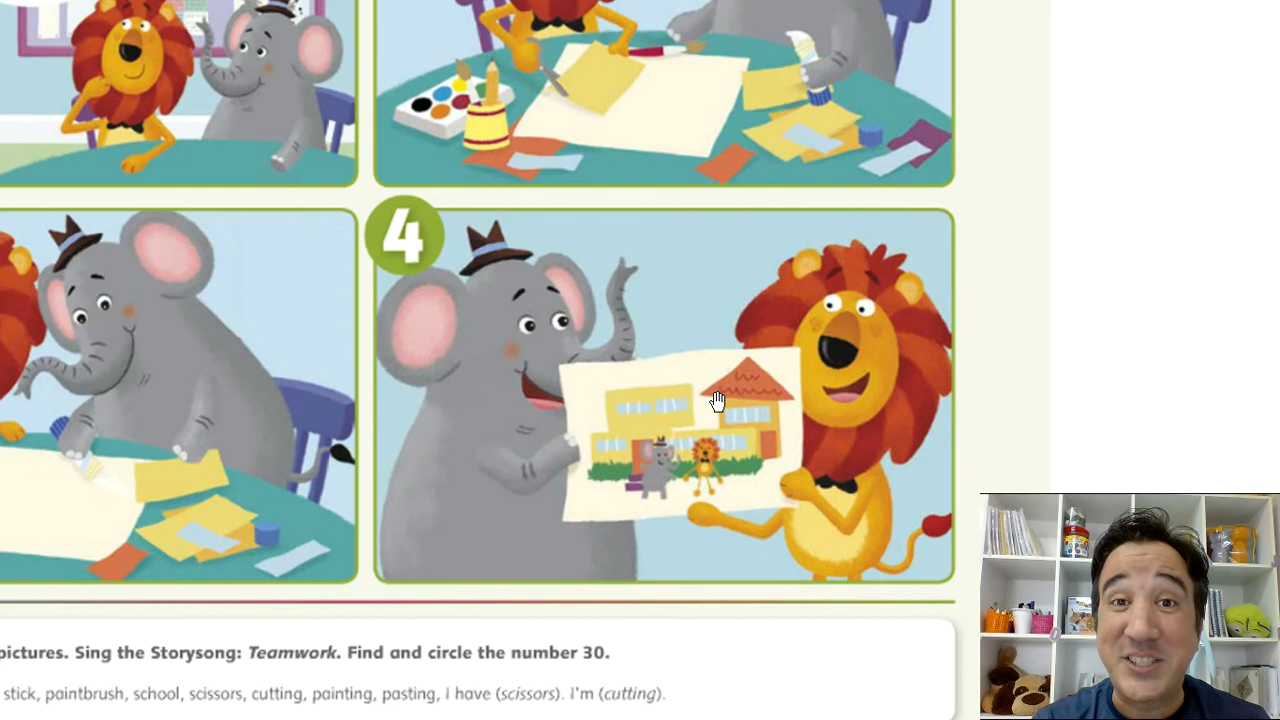 4
pictures. Sing the Storysong: Teamwork. Find and circle the number 30.
stick, paintbrush, school, scissors, cutting, painting, pasting, I have (scissors). I'm (cutting).